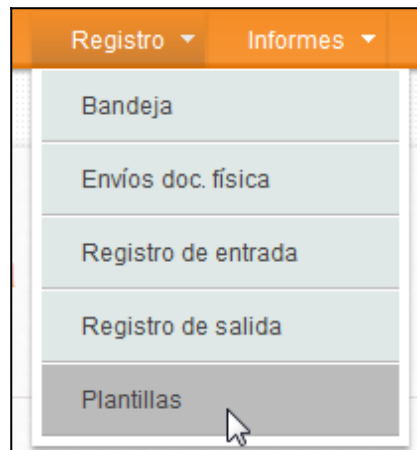 Registro Informes
Bandeja
Envíos doc. física
Registro de entrada
Registro de salida
Plantillas